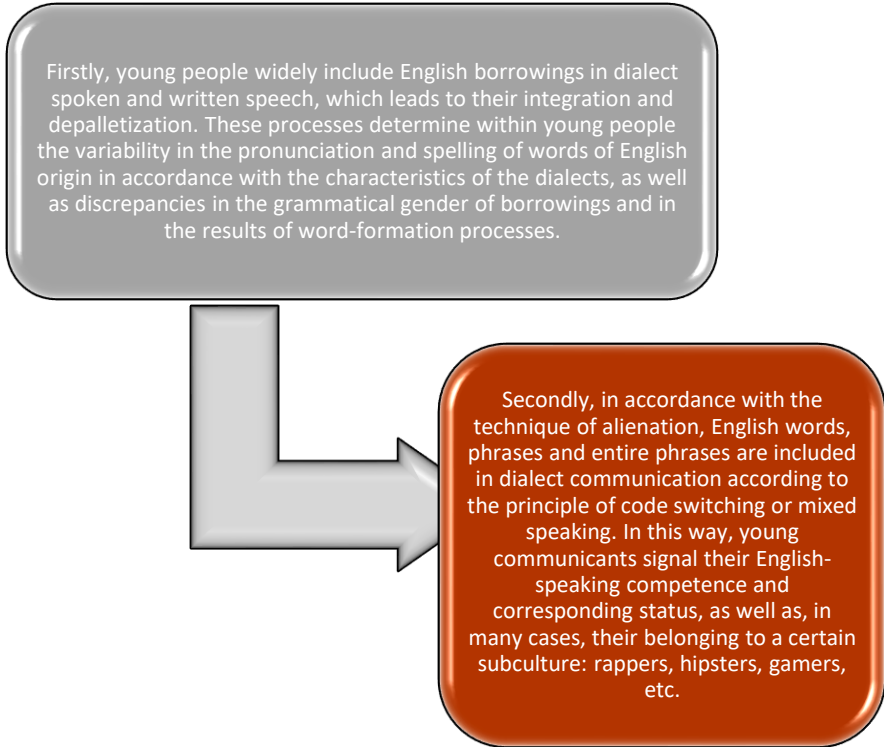 Firstly, young people widely include English borrowings in dialect
spoken and written speech, which leads to their integration and
depalletization. These processes determine within young people
the variability in the pronunciation and spelling of words of English
origin in accordance with the characteristics of the dialects, as well
as discrepancies in the grammatical gender of borrowings and in
the results of word-formation processes.
Secondly, in accordance with the
technique of alienation, English words,
phrases and entire phrases are included
in dialect communication according to
the principle of code switching or mixed
speaking. In this way, young
communicants signal their English-
speaking competence and
corresponding status, as well as, in
many cases, their belonging to a certain
subculture: rappers, hipsters, gamers,
etc.